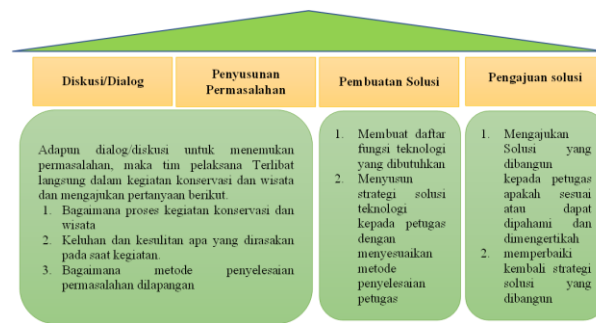 Diskusi/Dialog
Penyusunan
Permasalahan
Pembuatan Solusi
Pengajuan solusi
Adapun dialog/diskusi untuk menemukan
permasalahan, maka tim pelaksana Terlibat
langsung dalam kegiatan konservasi dan wisata
dan mengajukan pertanyaan berikut.
1. Bagaimana proses kegiatan konservasi dan
wisata
2. Keluhan dan kesulitan apa yang dirasakan
pada saat kegiatan.
3. Bagaimana metode penyelesaian
permasalahan dilapangan
1. Membuat daftar
fungsi teknologi
yang dibutuhkan
2. Menyusun
strategi solusi
teknologi
kepada petugas
dengan
menyesuaikan
metode
penyelesaian
petugas
1. Mengajukan
Solusi yang
dibangun
kepada petugas
apakah sesuai
atau dapat
dipahami dan
dimengertikah
2. memperbaiki
kembali strategi
solusi yang
dibangun